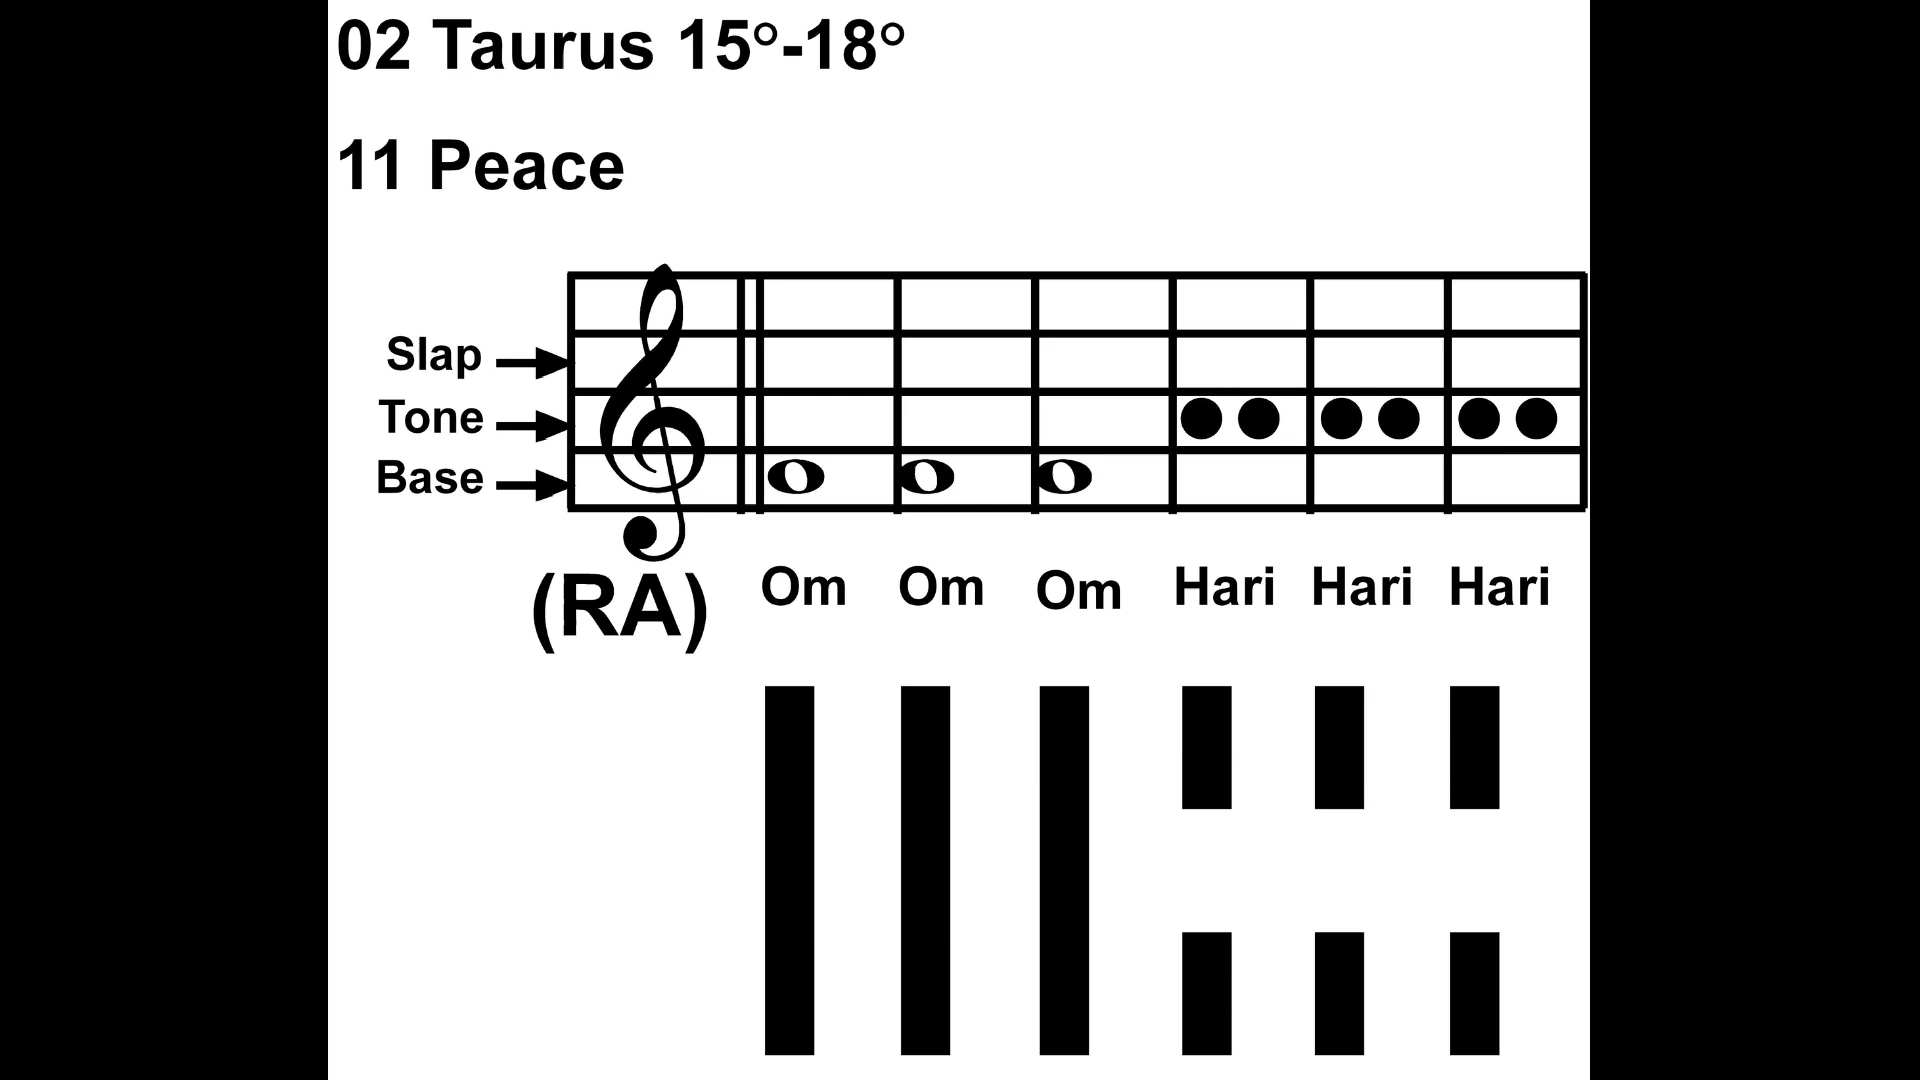 02 Taurus 15°-18°
11 Peace
Slap
Tone
Base
(RA) Om Om Om Hari Hari Hari